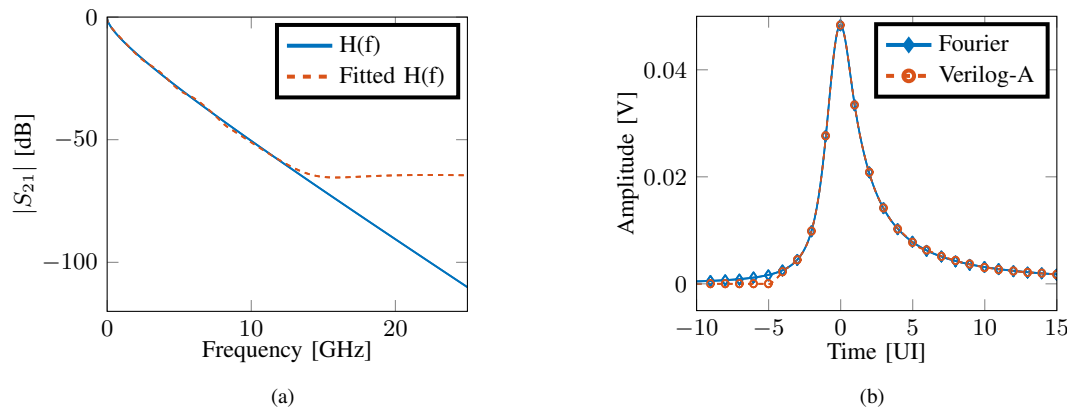 0
−50
−100
|S21| [dB]
H(f)
Fitted H(f)
0
10
20
Frequency [GHz]
(a)
0.04
0.02
0
Amplitude [V]
Fourier
Verilog-A
−10
−5
0
5
10
15
Time [UI]
(b)